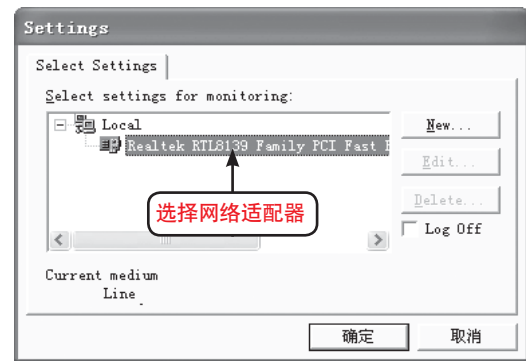 Settings
Select Settings
Select settings for monitoring:
Local
Realtek RTL8139 Family PCI Fast
选择网络适配器
New...
Edit...
Delete...
Log Off
Current medium
Line
确定
取消